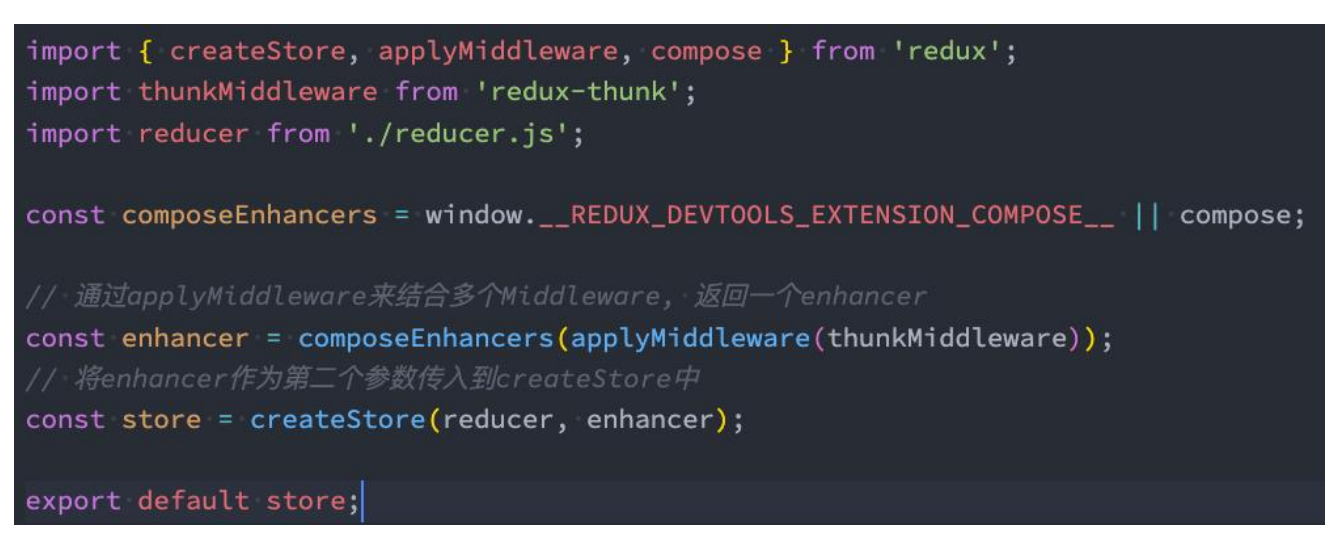 import { createStore, applyMiddleware, compose } from 'redux';
import thunkMiddleware from 'redux-thunk';
import reducer from './reducer.js';
const composeEnhancers = window.__REDUX_DEVTOOLS_EXTENSION_COMPOSE__ || compose;
// 通过applyMiddleware来结合多个Middleware, 返回一个enhancer
const enhancer = composeEnhancers(applyMiddleware(thunkMiddleware));
// 将enhancer作为第二个参数传入到createStore中
const store = createStore(reducer, enhancer);
export default store;